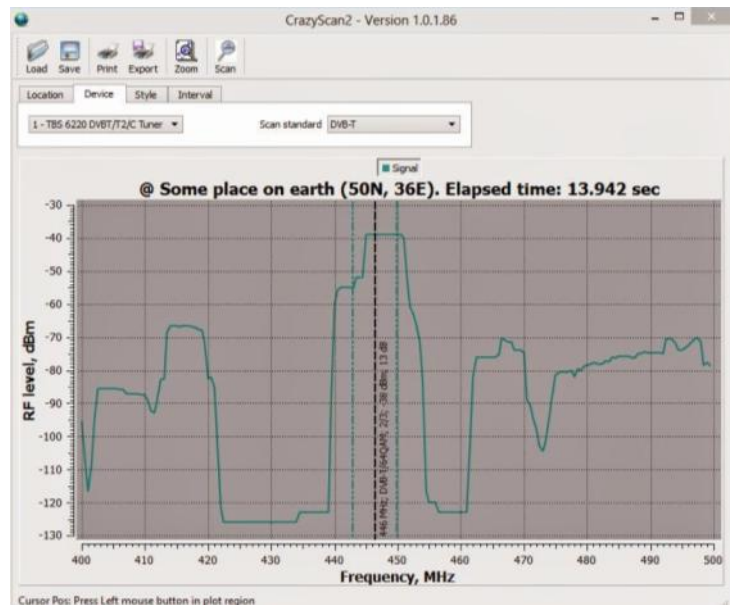 CrazyScan2 - Version 1.0.1.86
Load Save Print Export Zoom Scan
Location Device Style Interval
1 - TBS 6220 DVBT/T2/C Tuner Scan standard DVB-T
Signal
@ Some place on earth (50N, 36E). Elapsed time: 13.942 sec
-30
-40
-50
-60
-70
-80
-90
-100
-110
-120
-130
RF level, dBm
446 MHz; DVB-T/64QAM; 2/3; -38 dBm; 13 dB
400 410 420 430 440 450 460 470 480 490 500
Frequency, MHz
Cursor Pos: Press Left mouse button in plot region